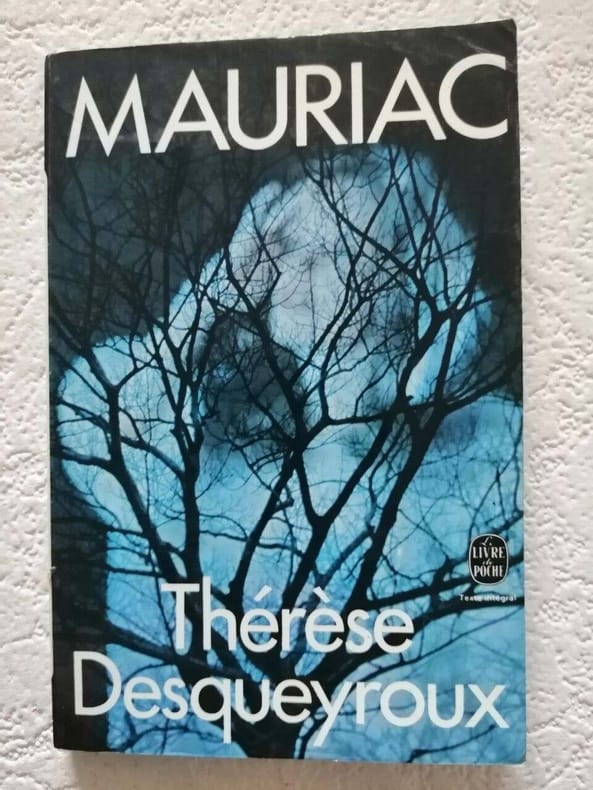 MAURIAC
Le
LIVRE
de
POCHE
Texte intégral
Thérèse
Desqueyroux